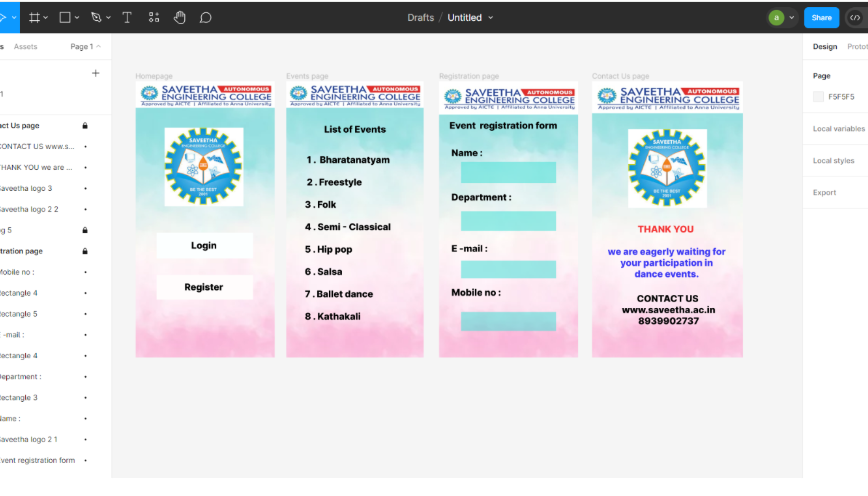 Drafts / Untitled
a
Share
s Assets Page 1
Design Protot
Page
F5F5F5
Local variables
Local styles
Export
1
act Us page
CONTACT US www.s...
THANK YOU we are ...
Saveetha logo 3
Saveetha logo 2 2
g 5
tration page
Mobile no :
Rectangle 4
Rectangle 5
E -mail :
Rectangle 4
Department :
Rectangle 3
Name :
Saveetha logo 2 1
Event registration form
Homepage
SAVEETHA AUTONOMOUS
ENGINEERING COLLEGE
Approved by AICTE | Affiliated to Anna University
SAVEETHA
ENGINEERING COLLEGE
BE THE BEST
2001
Login
Register
Events page
SAVEETHA AUTONOMOUS
ENGINEERING COLLEGE
Approved by AICTE | Affiliated to Anna University
List of Events
1 . Bharatanatyam
2 . Freestyle
3 . Folk
4 . Semi - Classical
5 . Hip pop
6 . Salsa
7 . Ballet dance
8 . Kathakali
Registration page
SAVEETHA AUTONOMOUS
ENGINEERING COLLEGE
Approved by AICTE | Affiliated to Anna University
Event registration form
Name :
Department :
E -mail :
Mobile no :
Contact Us page
SAVEETHA AUTONOMOUS
ENGINEERING COLLEGE
Approved by AICTE | Affiliated to Anna University
SAVEETHA
ENGINEERING COLLEGE
BE THE BEST
2001
THANK YOU
we are eagerly waiting for
your participation in
dance events.
CONTACT US
www.saveetha.ac.in
8939902737